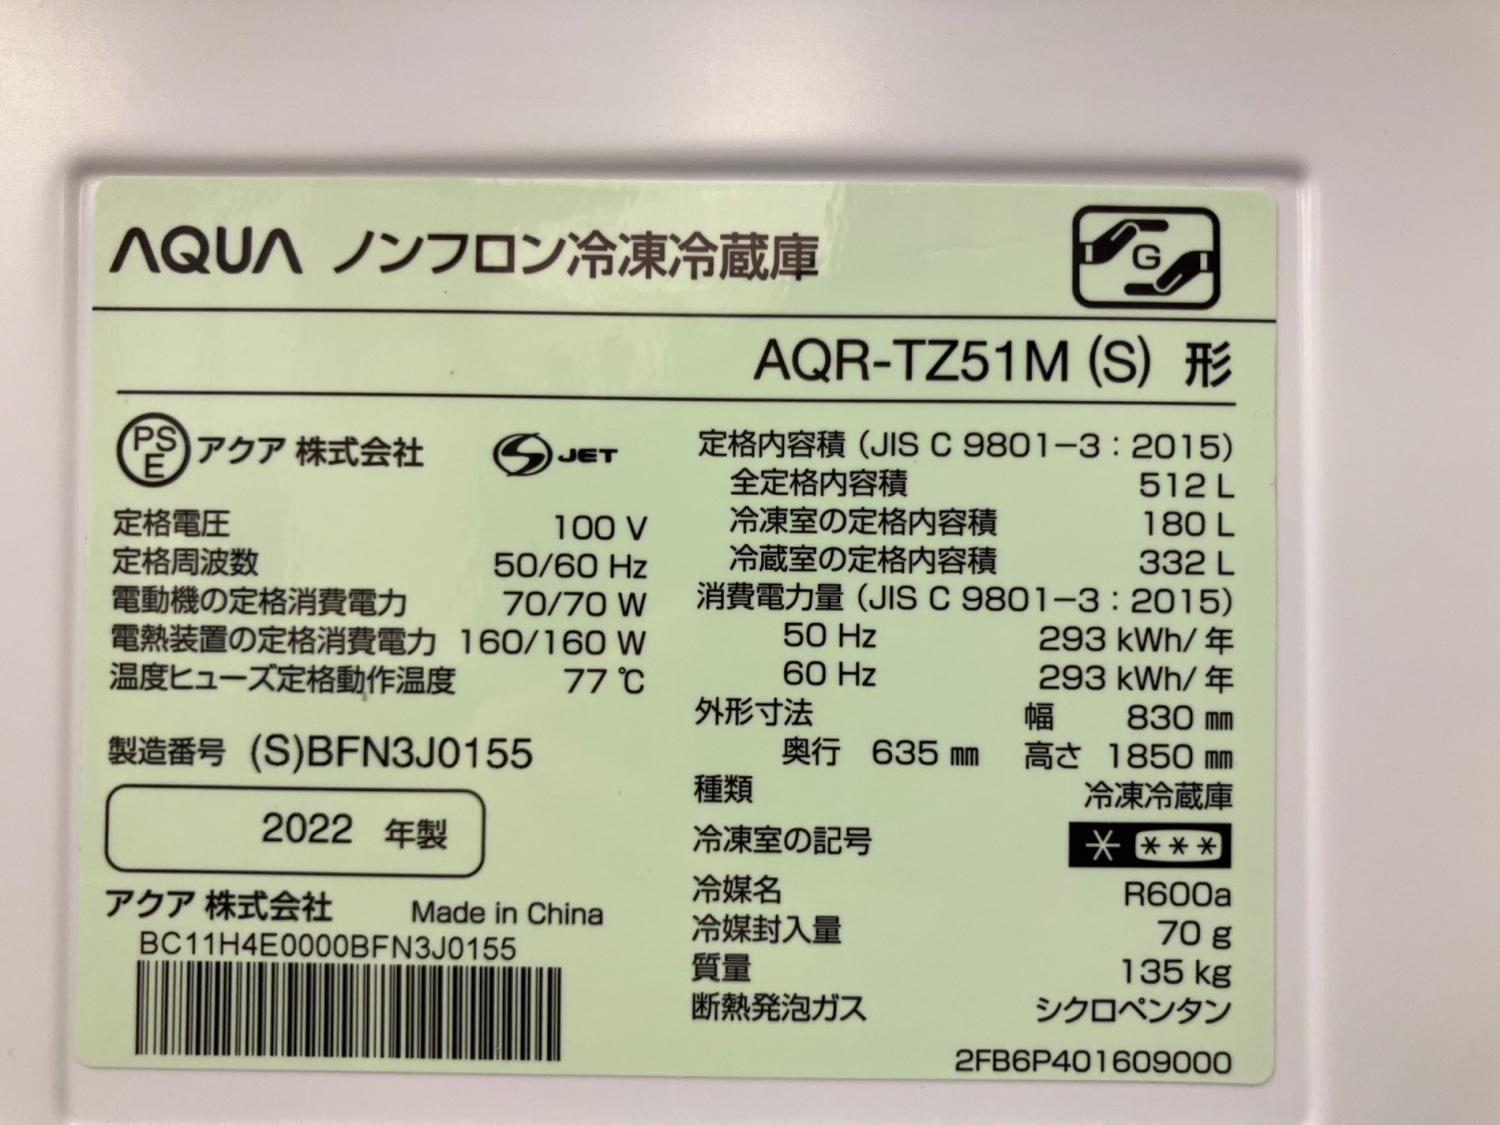 AQUA ノンフロン冷凍冷蔵庫
G
AQR-TZ51M (S) 形
PSE アクア 株式会社 S JET
定格電圧 100 V
定格周波数 50/60 Hz
電動機の定格消費電力 70/70 W
電熱装置の定格消費電力 160/160 W
温度ヒューズ定格動作温度 77 ℃
製造番号 (S)BFN3J0155
2022 年製
アクア 株式会社 Made in China
BC11H4E0000BFN3J0155
定格内容積 (JIS C 9801-3：2015)
全定格内容積 512 L
冷凍室の定格内容積 180 L
冷蔵室の定格内容積 332 L
消費電力量 (JIS C 9801-3：2015)
50 Hz 293 kWh/年
60 Hz 293 kWh/年
外形寸法 幅 830 ㎜
奥行 635 ㎜ 高さ 1850 ㎜
種類 冷凍冷蔵庫
冷凍室の記号 * ***
冷媒名 R600a
冷媒封入量 70 g
質量 135 kg
断熱発泡ガス シクロペンタン
2FB6P401609000